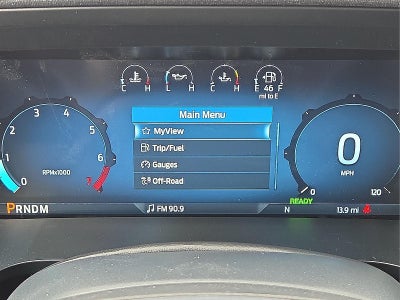 C H L H C H E 46 F
mi to E
Main Menu
MyView
Trip/Fuel
Gauges
Off-Road
0 1 2 3 4 5 6 7
RPMx1000
0
MPH
0 120
READY
PRNDM
FM 90.9
N
13.9 mi